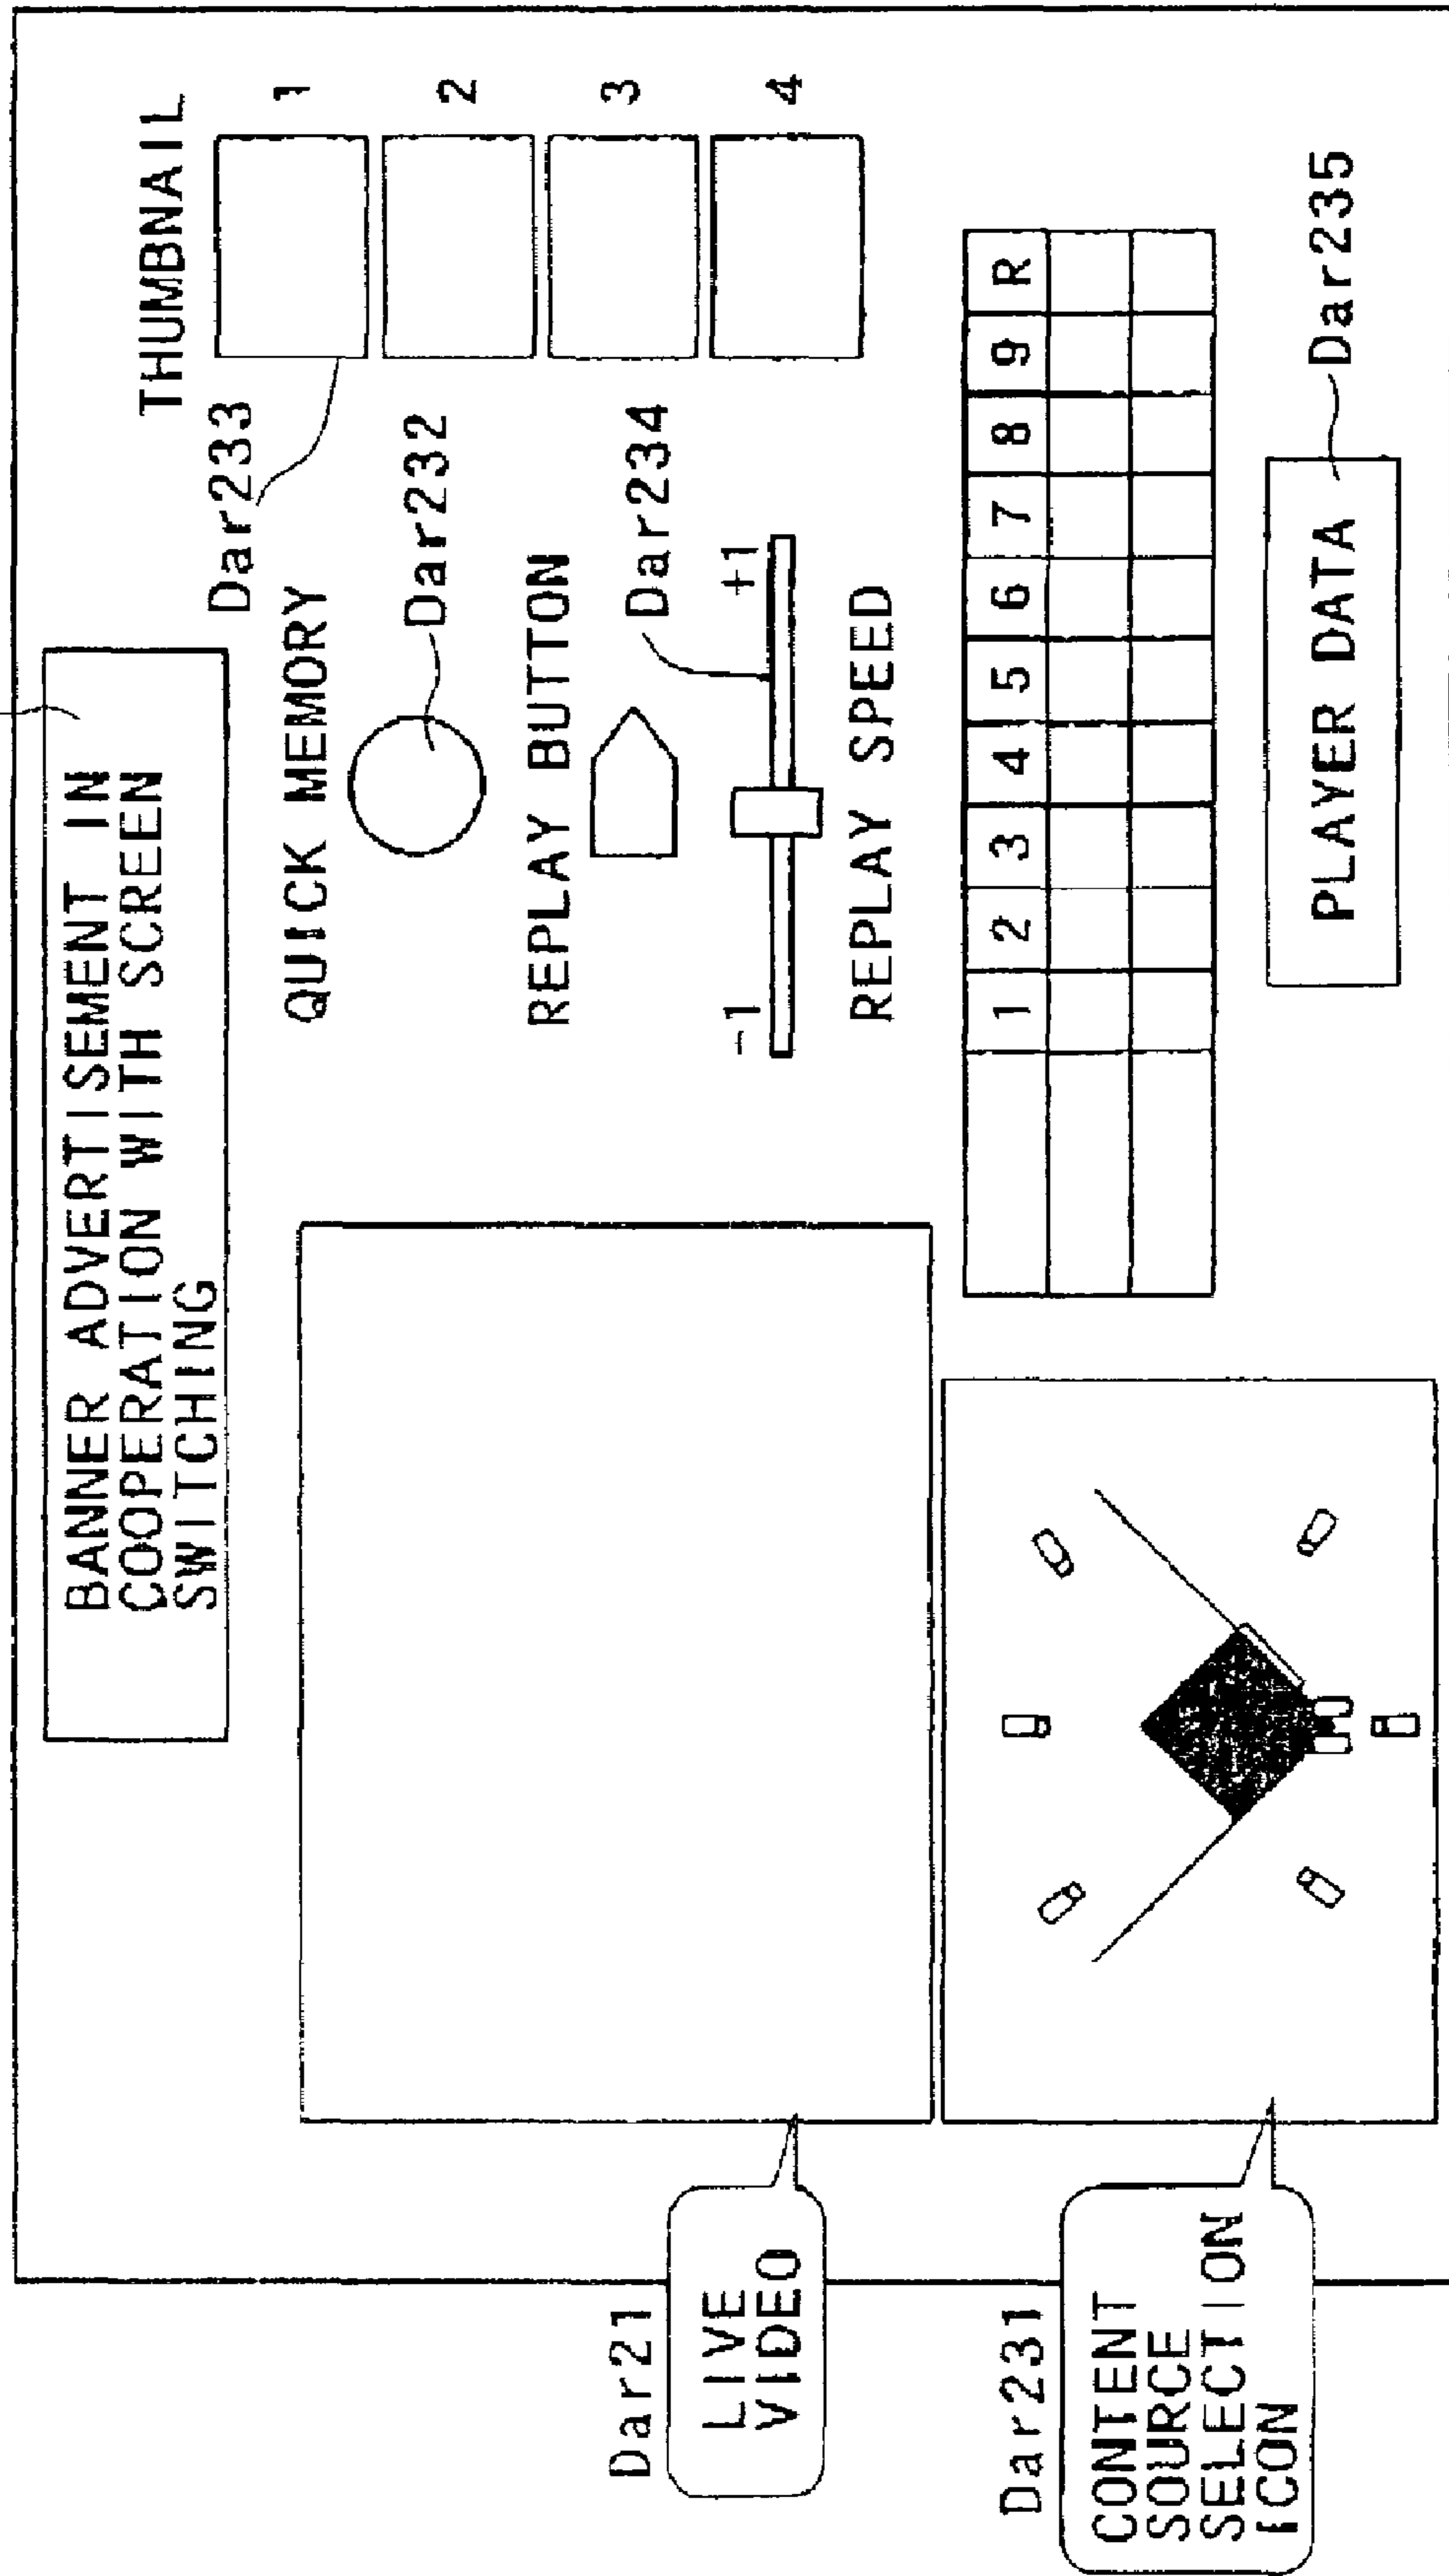 BANNER ADVERTISEMENT IN
COOPERATION WITH SCREEN
SWITCHING
THUMBNAIL
Dar233
1
2
3
4
QUICK MEMORY
Dar232
REPLAY BUTTON
Dar234
-1 +1
REPLAY SPEED
Dar21
LIVE
VIDEO
1 2 3 4 5 6 7 8 9 R
Dar231
CONTENT
SOURCE
SELECTION
ICON
PLAYER DATA
Dar235